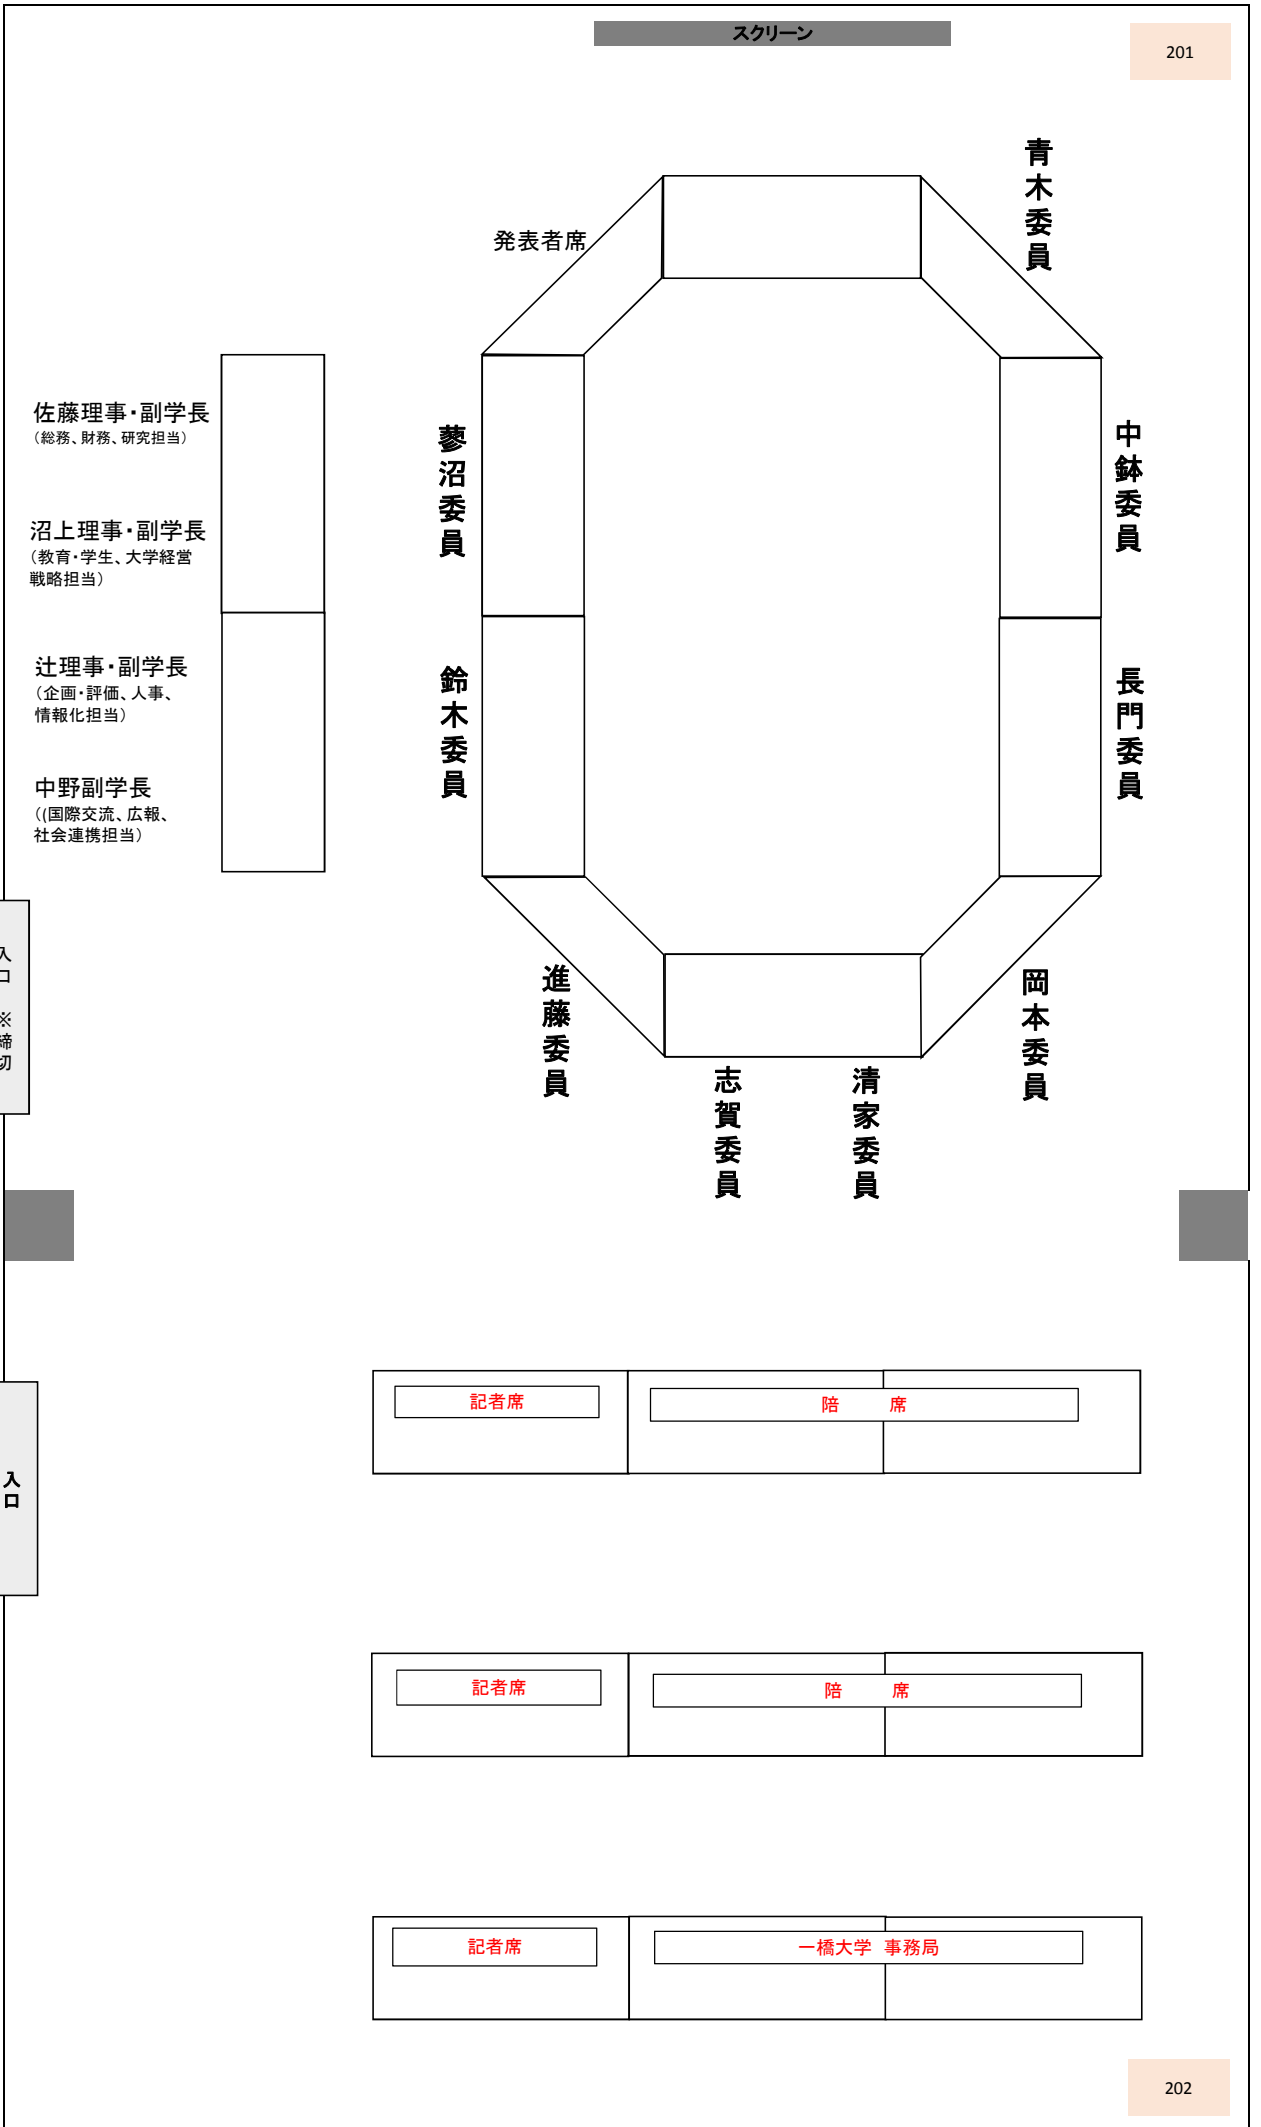 スクリーン
201
青木委員
発表者席
佐藤理事・副学長
（総務、財務、研究担当）
蓼沼委員
中鉢委員
沼上理事・副学長
（教育・学生、大学経営
戦略担当）
辻理事・副学長
（企画・評価、人事、
情報化担当）
鈴木委員
長門委員
中野副学長
（(国際交流、広報、
社会連携担当）
入口　※締切
進藤委員
岡本委員
志賀委員
清家委員
記者席
陪　　席
入口
記者席
陪　　席
記者席
一橋大学　事務局
202